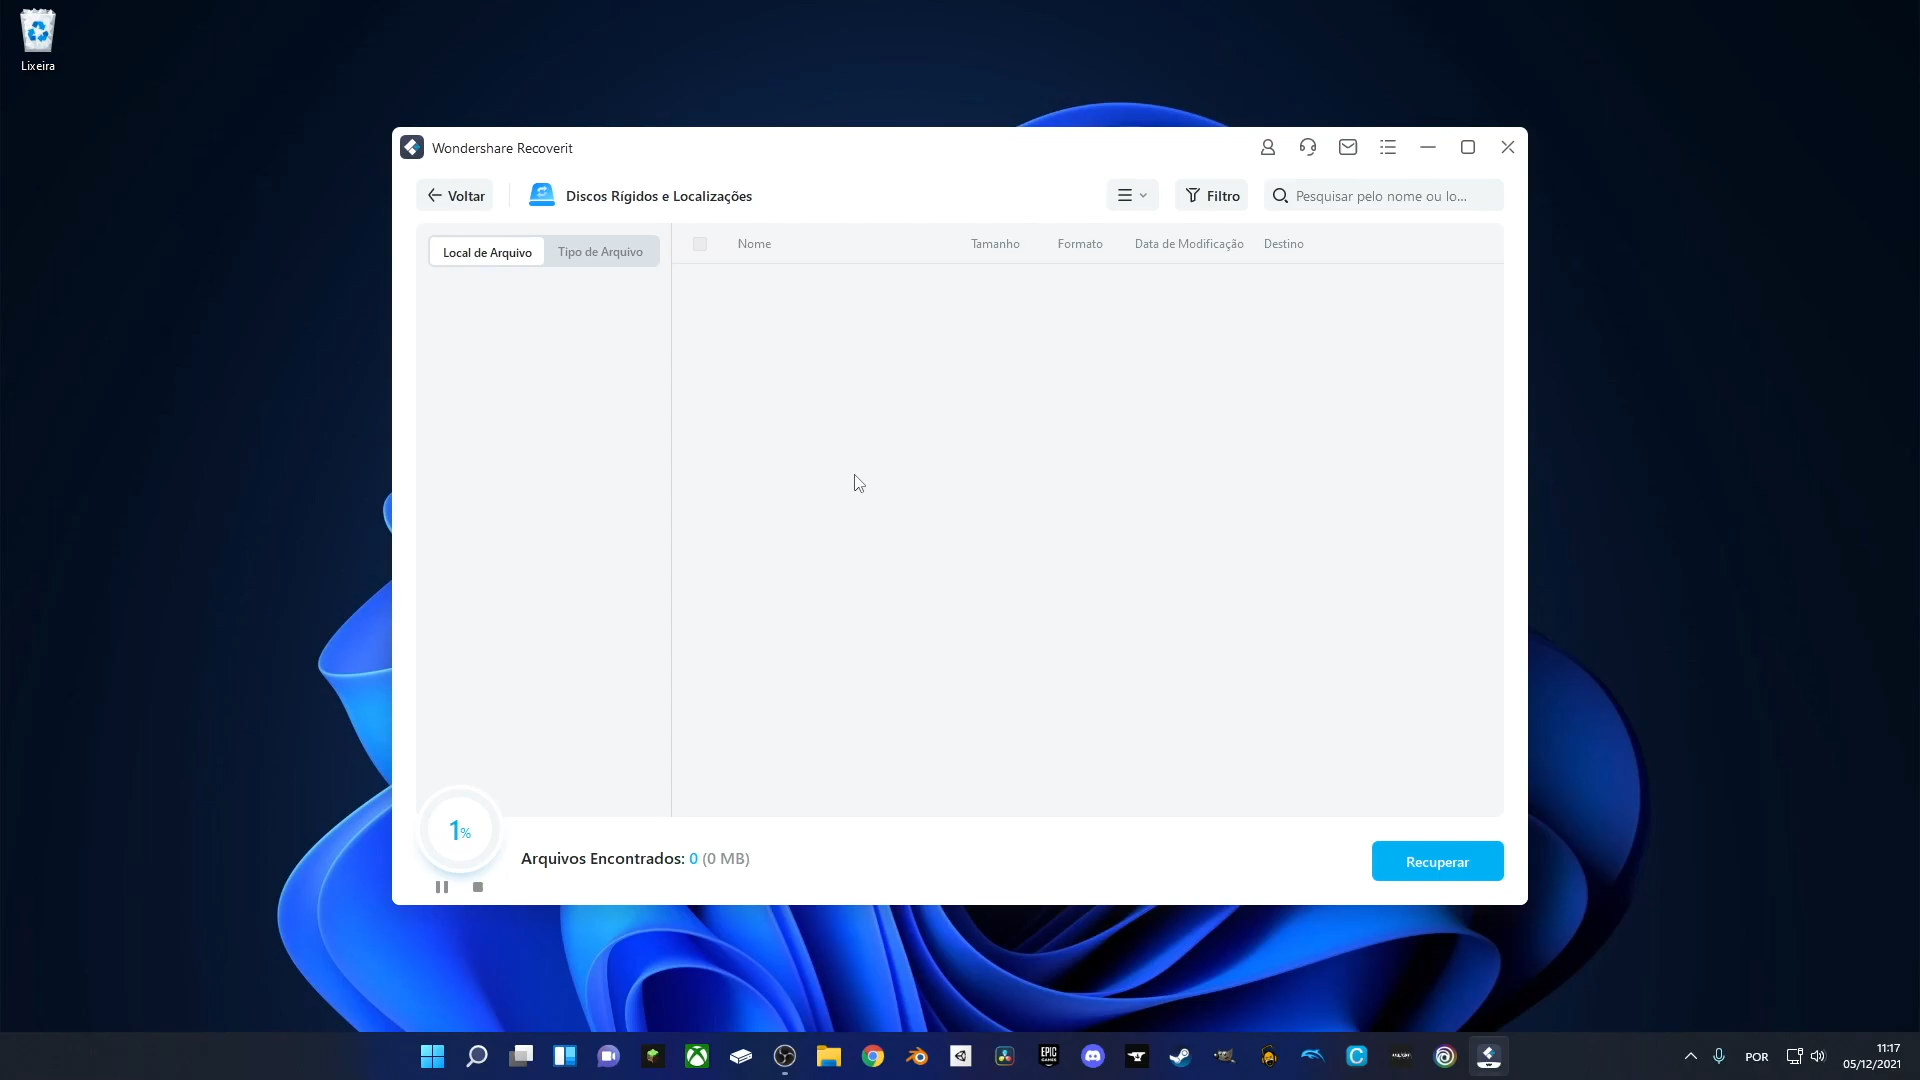 Lixeira
Wondershare Recoverit
Voltar
Discos Rígidos e Localizações
Filtro
Pesquisar pelo nome ou lo...
Local de Arquivo
Tipo de Arquivo
Nome
Tamanho
Formato
Data de Modificação
Destino
1%
Arquivos Encontrados: 0 (0 MB)
Recuperar
EPIC
GAMES
POR
11:17
05/12/2021